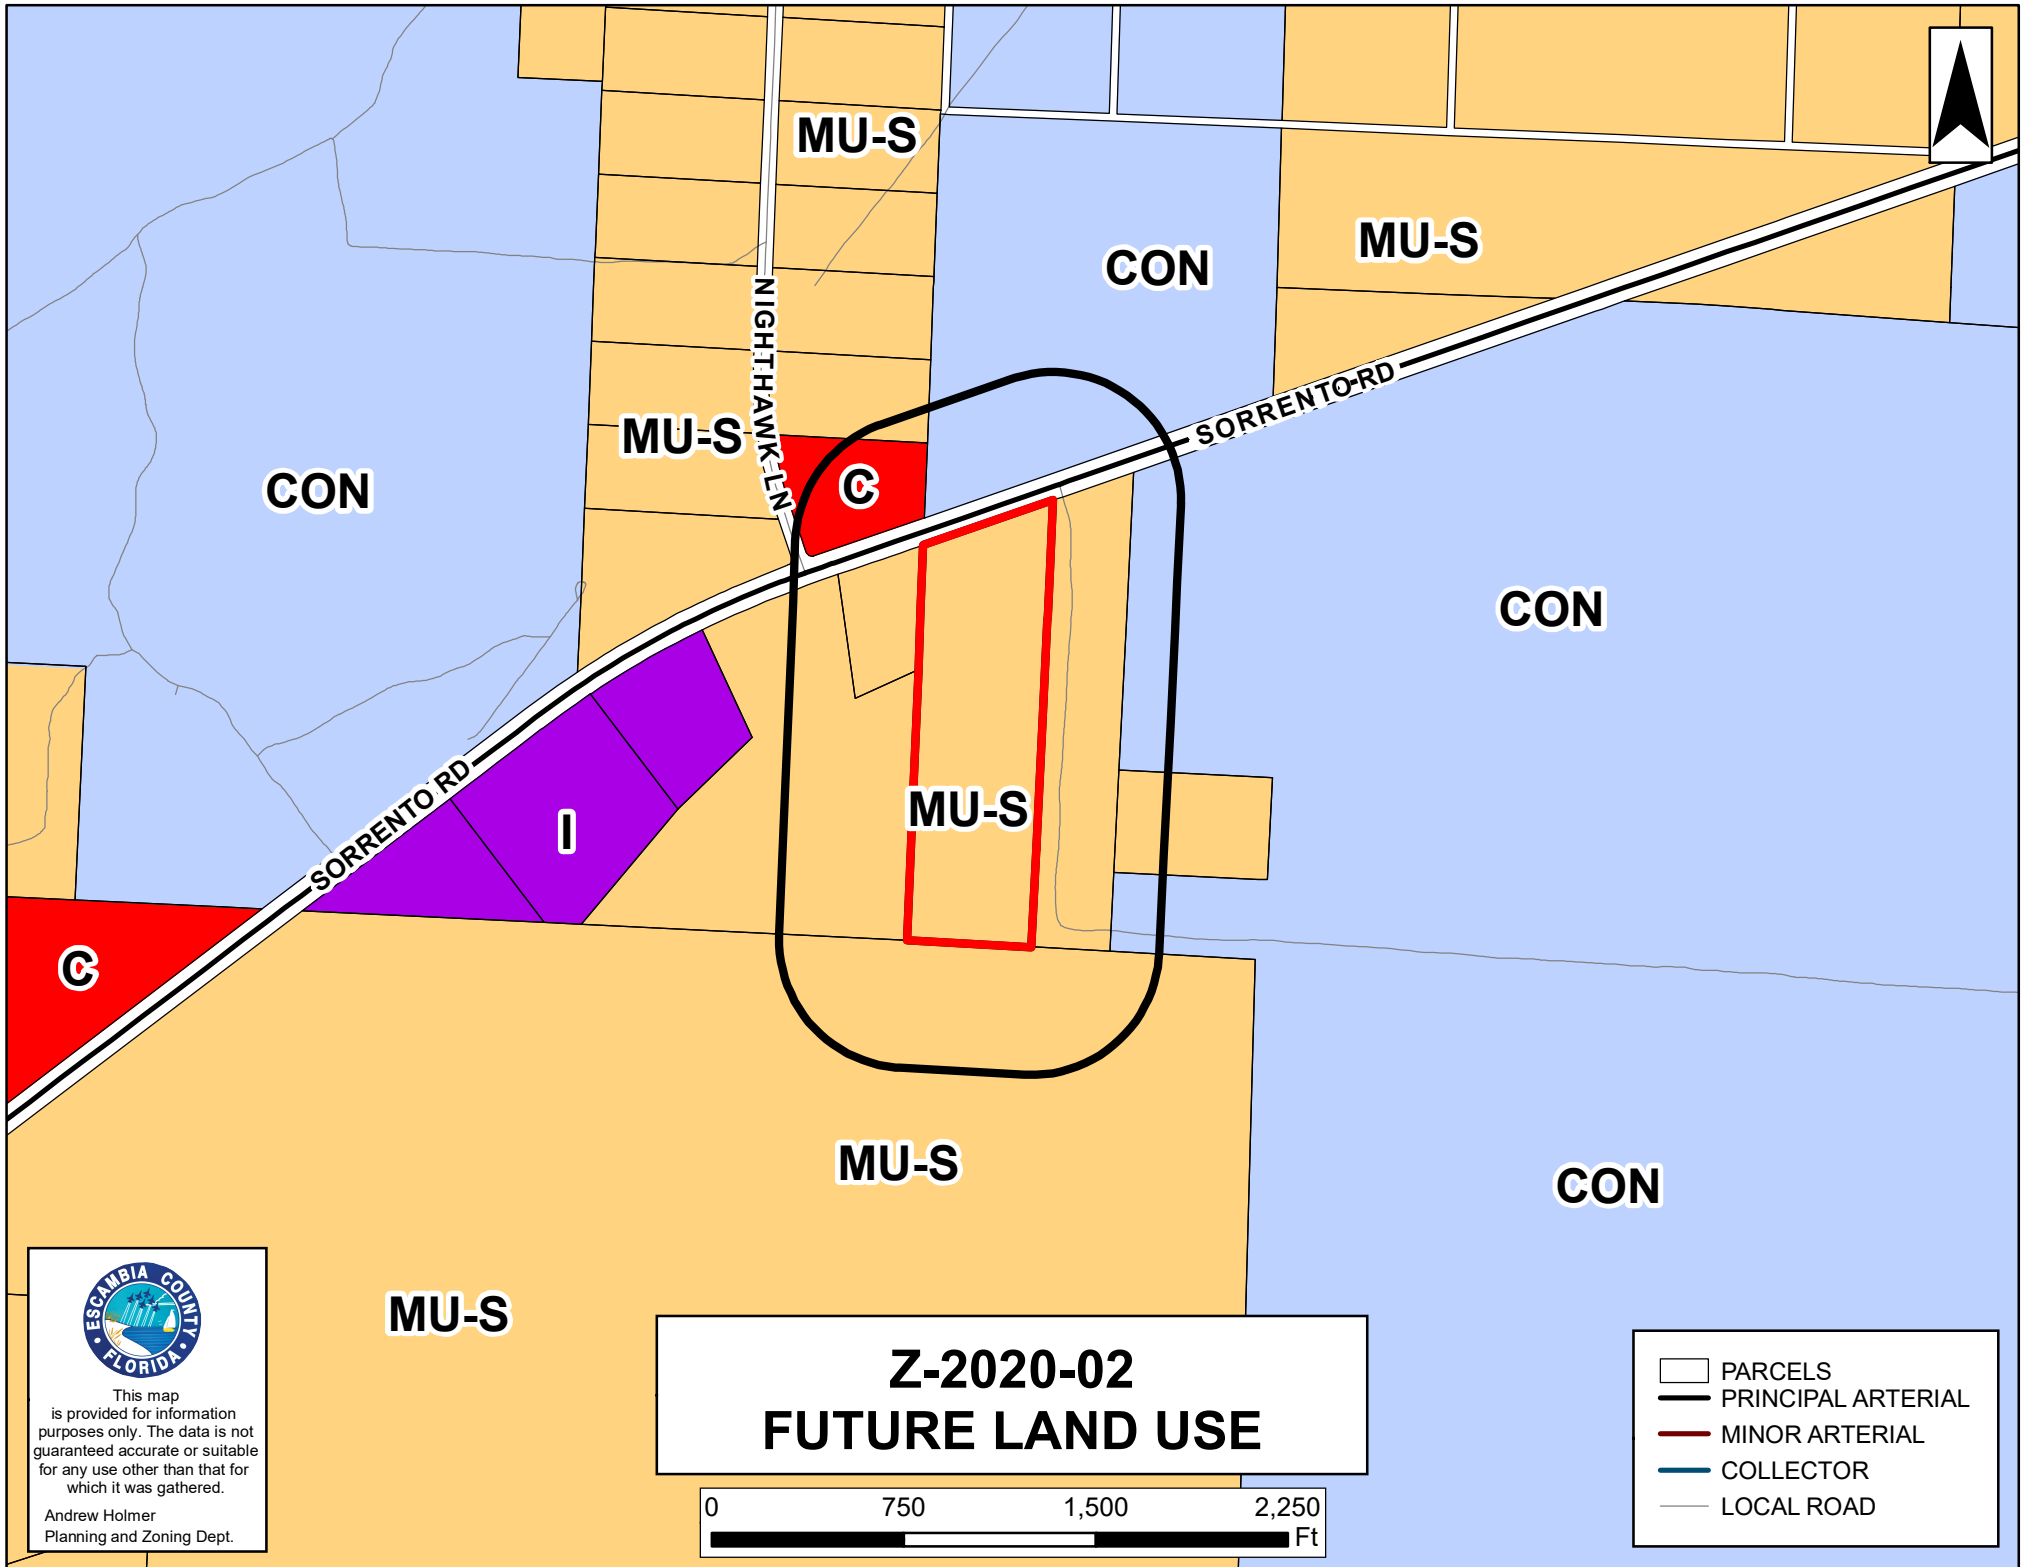 MU-S
MU-S
CON
NIGHTHAWK LN
SORRENTO RD
MU-S
C
CON
CON
SORRENTO RD
MU-S
I
C
MU-S
CON
MU-S
ESCAMBIA COUNTY
FLORIDA
This map
is provided for information
purposes only. The data is not
guaranteed accurate or suitable
for any use other than that for
which it was gathered.
Andrew Holmer
Planning and Zoning Dept.
Z-2020-02
FUTURE LAND USE
0 750 1,500 2,250
Ft
PARCELS
PRINCIPAL ARTERIAL
MINOR ARTERIAL
COLLECTOR
LOCAL ROAD